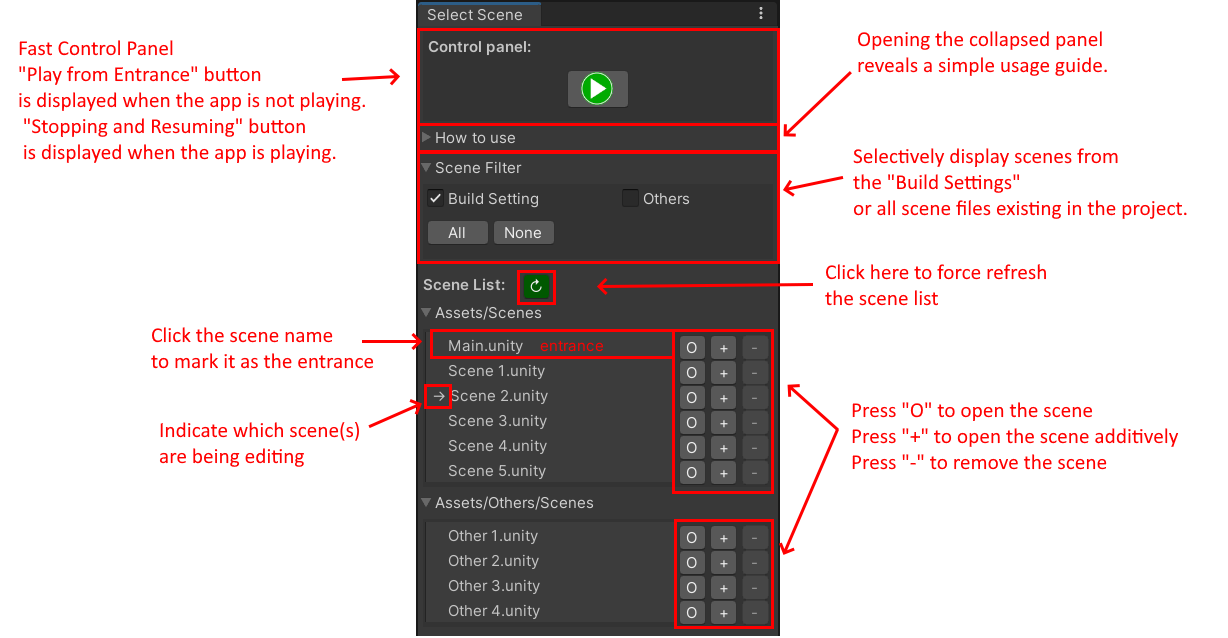 Select Scene
Fast Control Panel
"Play from Entrance" button
is displayed when the app is not playing.
"Stopping and Resuming" button
is displayed when the app is playing.
Control panel:
Opening the collapsed panel
reveals a simple usage guide.
How to use
Scene Filter
Build Setting
Others
All
None
Selectively display scenes from
the "Build Settings"
or all scene files existing in the project.
Scene List:
Click here to force refresh
the scene list
Assets/Scenes
Click the scene name
to mark it as the entrance
Main.unity entrance O + -
Scene 1.unity O + -
→ Scene 2.unity O + -
Scene 3.unity O + -
Scene 4.unity O + -
Scene 5.unity O + -
Indicate which scene(s)
are being editing
Press "O" to open the scene
Press "+" to open the scene additively
Press "-" to remove the scene
Assets/Others/Scenes
Other 1.unity O + -
Other 2.unity O + -
Other 3.unity O + -
Other 4.unity O + -